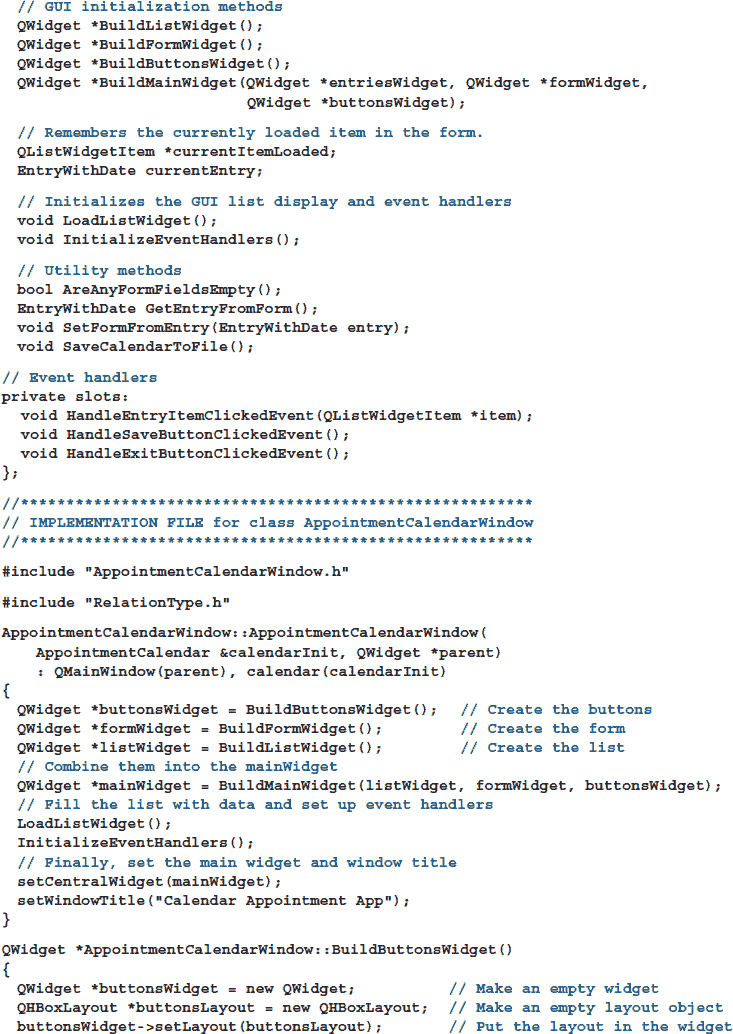 // GUI initialization methods
QWidget *BuildListWidget();
QWidget *BuildFormWidget();
QWidget *BuildButtonsWidget();
QWidget *BuildMainWidget(QWidget *entriesWidget, QWidget *formWidget,
QWidget *buttonsWidget);
// Remembers the currently loaded item in the form.
QListWidgetItem *currentItemLoaded;
EntryWithDate currentEntry;
// Initializes the GUI list display and event handlers
void LoadListWidget();
void InitializeEventHandlers();
// Utility methods
bool AreAnyFormFieldsEmpty();
EntryWithDate GetEntryFromForm();
void SetFormFromEntry(EntryWithDate entry);
void SaveCalendarToFile();
// Event handlers
private slots:
void HandleEntryItemClickedEvent(QListWidgetItem *item);
void HandleSaveButtonClickedEvent();
void HandleExitButtonClickedEvent();
};
//********************************************************
// IMPLEMENTATION FILE for class AppointmentCalendarWindow
//********************************************************
#include "AppointmentCalendarWindow.h"
#include "RelationType.h"
AppointmentCalendarWindow::AppointmentCalendarWindow(
AppointmentCalendar &calendarInit, QWidget *parent)
: QMainWindow(parent), calendar(calendarInit)
{
QWidget *buttonsWidget = BuildButtonsWidget(); // Create the buttons
QWidget *formWidget = BuildFormWidget(); // Create the form
QWidget *listWidget = BuildListWidget(); // Create the list
// Combine them into the mainWidget
QWidget *mainWidget = BuildMainWidget(listWidget, formWidget, buttonsWidget);
// Fill the list with data and set up event handlers
LoadListWidget();
InitializeEventHandlers();
// Finally, set the main widget and window title
setCentralWidget(mainWidget);
setWindowTitle("Calendar Appointment App");
}
QWidget *AppointmentCalendarWindow::BuildButtonsWidget()
{
QWidget *buttonsWidget = new QWidget; // Make an empty widget
QHBoxLayout *buttonsLayout = new QHBoxLayout; // Make an empty layout object
buttonsWidget->setLayout(buttonsLayout); // Put the layout in the widget